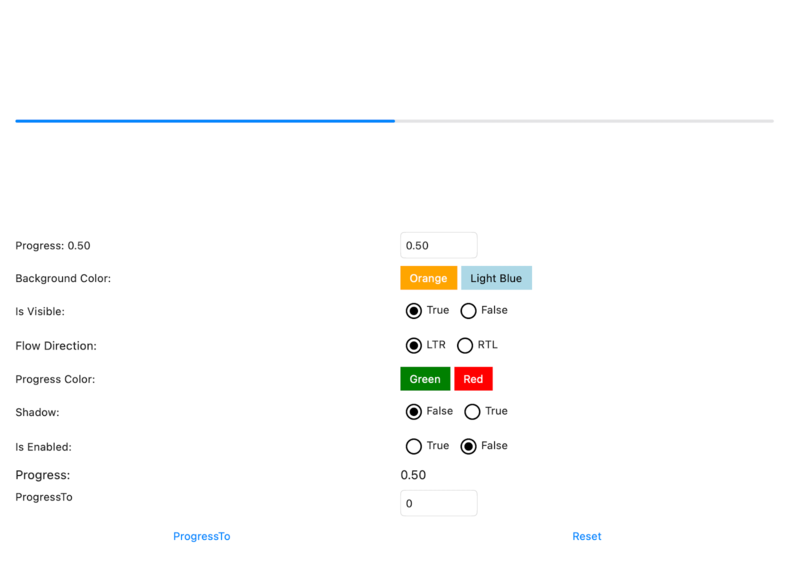 Progress: 0.50 0.50
Background Color: Orange Light Blue
Is Visible: True False
Flow Direction: LTR RTL
Progress Color: Green Red
Shadow: False True
Is Enabled: True False
Progress: 0.50
ProgressTo 0
ProgressTo Reset